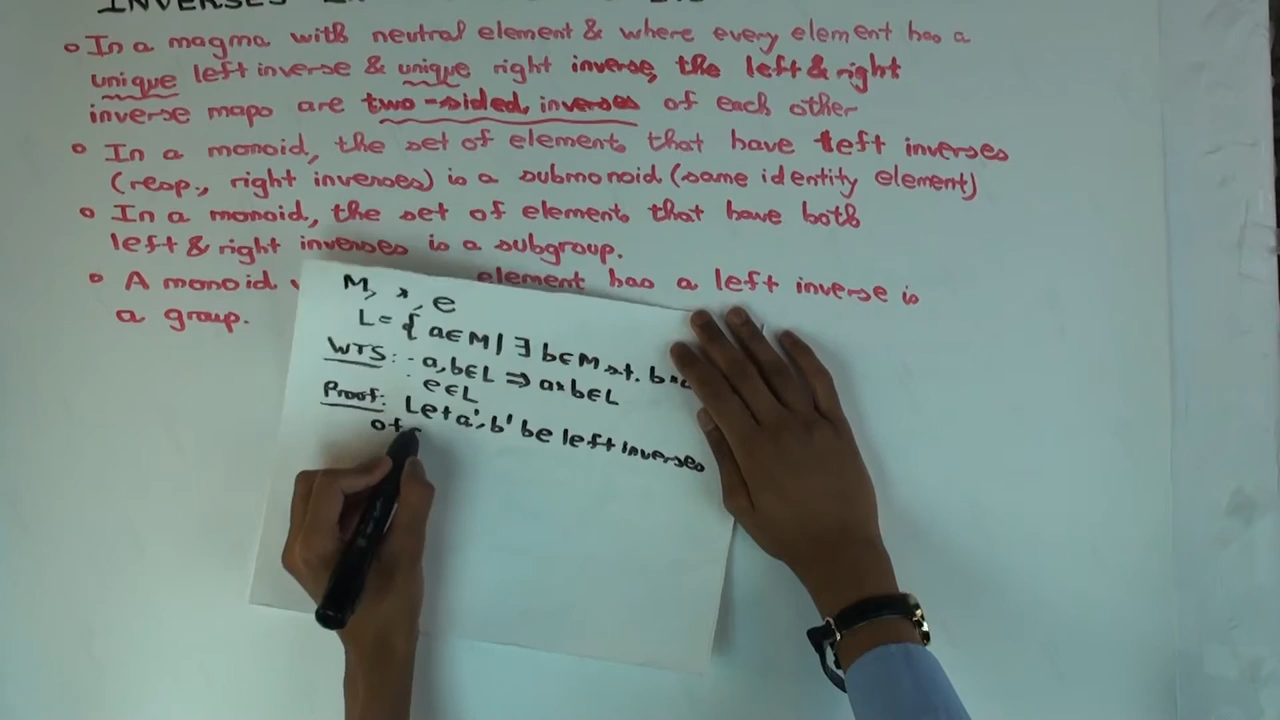 INVERSES
o In a magma with neutral element & where every element has a
unique left inverse & unique right inverse, the left & right
inverse maps are two-sided inverses of each other
o In a monoid, the set of elements that have left inverses
(resp., right inverses) is a submonoid (same identity element)
o In a monoid, the set of elements that have both
left & right inverses is a subgroup.
o A monoid element has a left inverse is
a group.
M, *, e
L = { a ∈ M | ∃ b ∈ M s.t. b *
WTS: · a, b ∈ L ⇒ a * b ∈ L
· e ∈ L
Proof: Let a', b' be left inverses
of